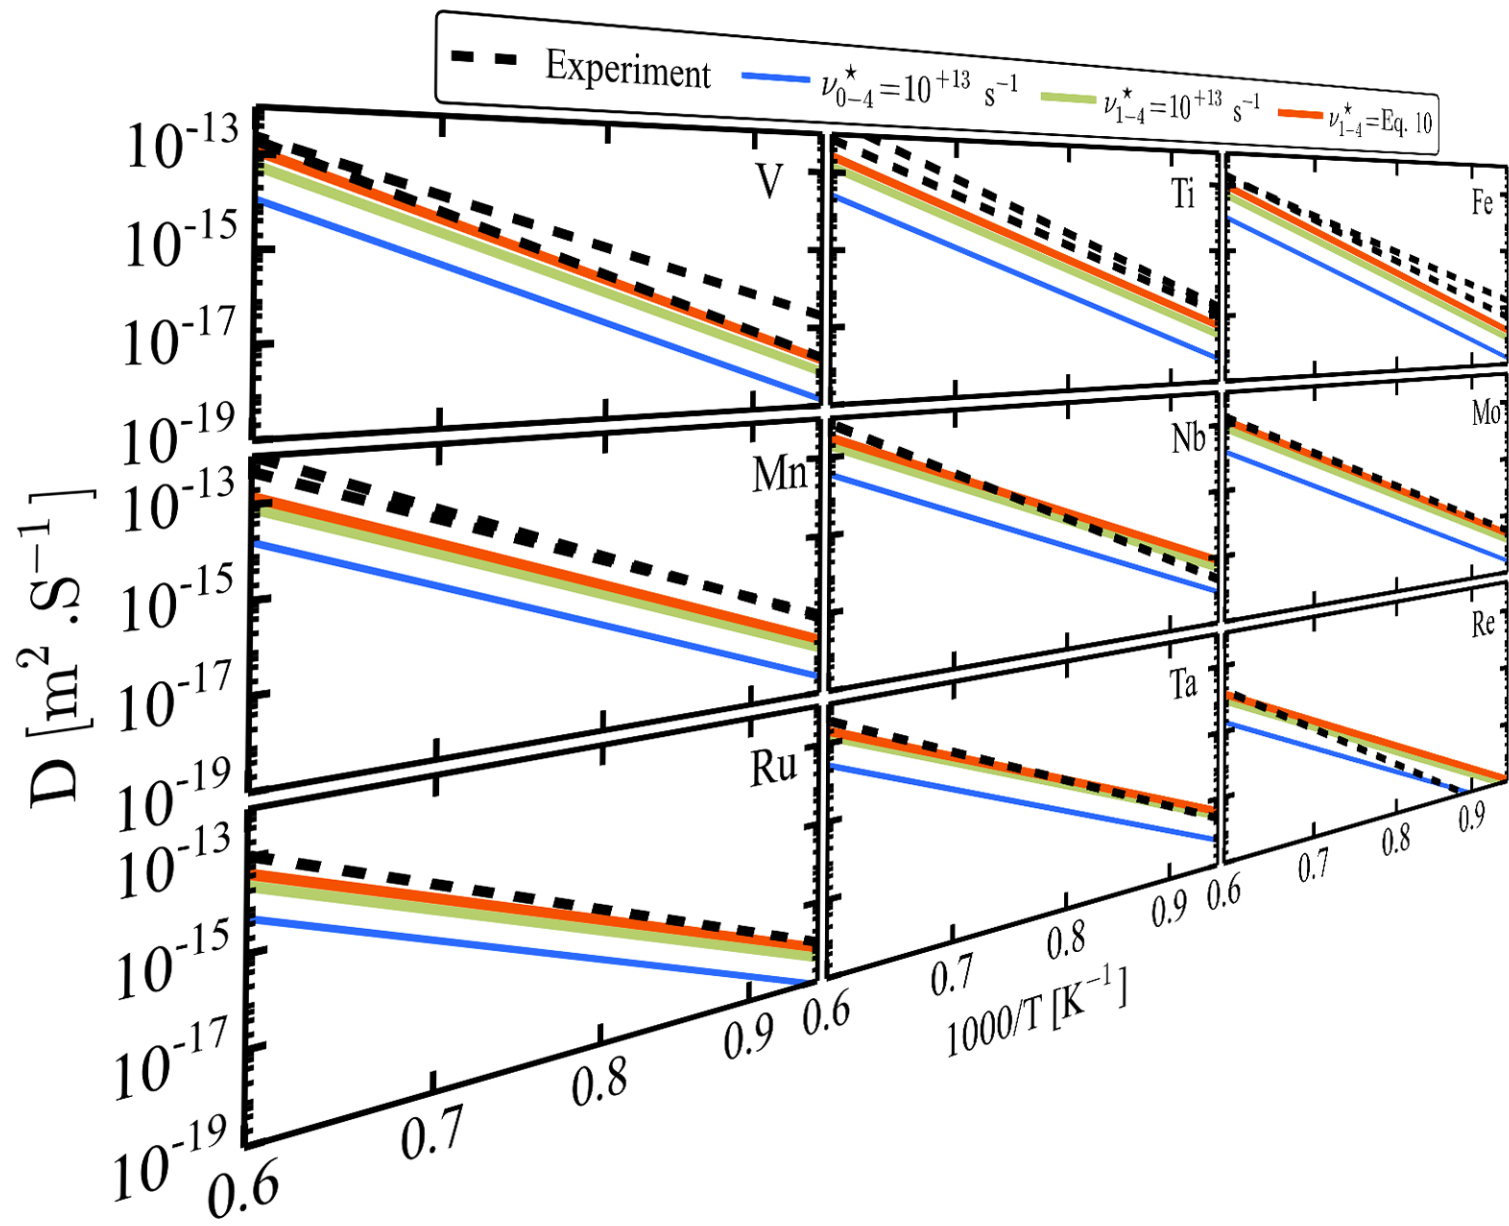 Experiment ν₀₋₄*=10⁺¹³ s⁻¹ ν₁₋₄*=10⁺¹³ s⁻¹ ν₁₋₄*=Eq. 10
10⁻¹³
10⁻¹⁵
10⁻¹⁷
10⁻¹⁹
V
Ti
Fe
10⁻¹³
10⁻¹⁵
10⁻¹⁷
10⁻¹⁹
Mn
Nb
Mo
10⁻¹³
10⁻¹⁵
10⁻¹⁷
10⁻¹⁹
Ru
Ta
Re
D [m² .S⁻¹]
0.6 0.7 0.8 0.9 0.6 0.7 0.8 0.9 0.6 0.7 0.8 0.9
1000/T [K⁻¹]